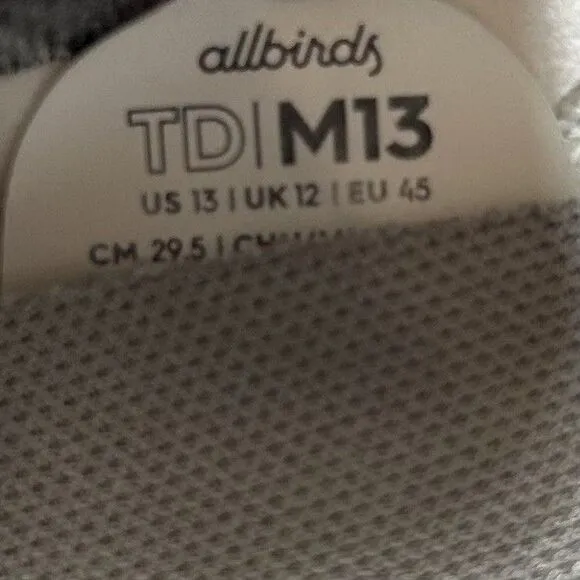 allbirds
TD|M13
US 13 | UK 12 | EU 45
CM 29.5 |